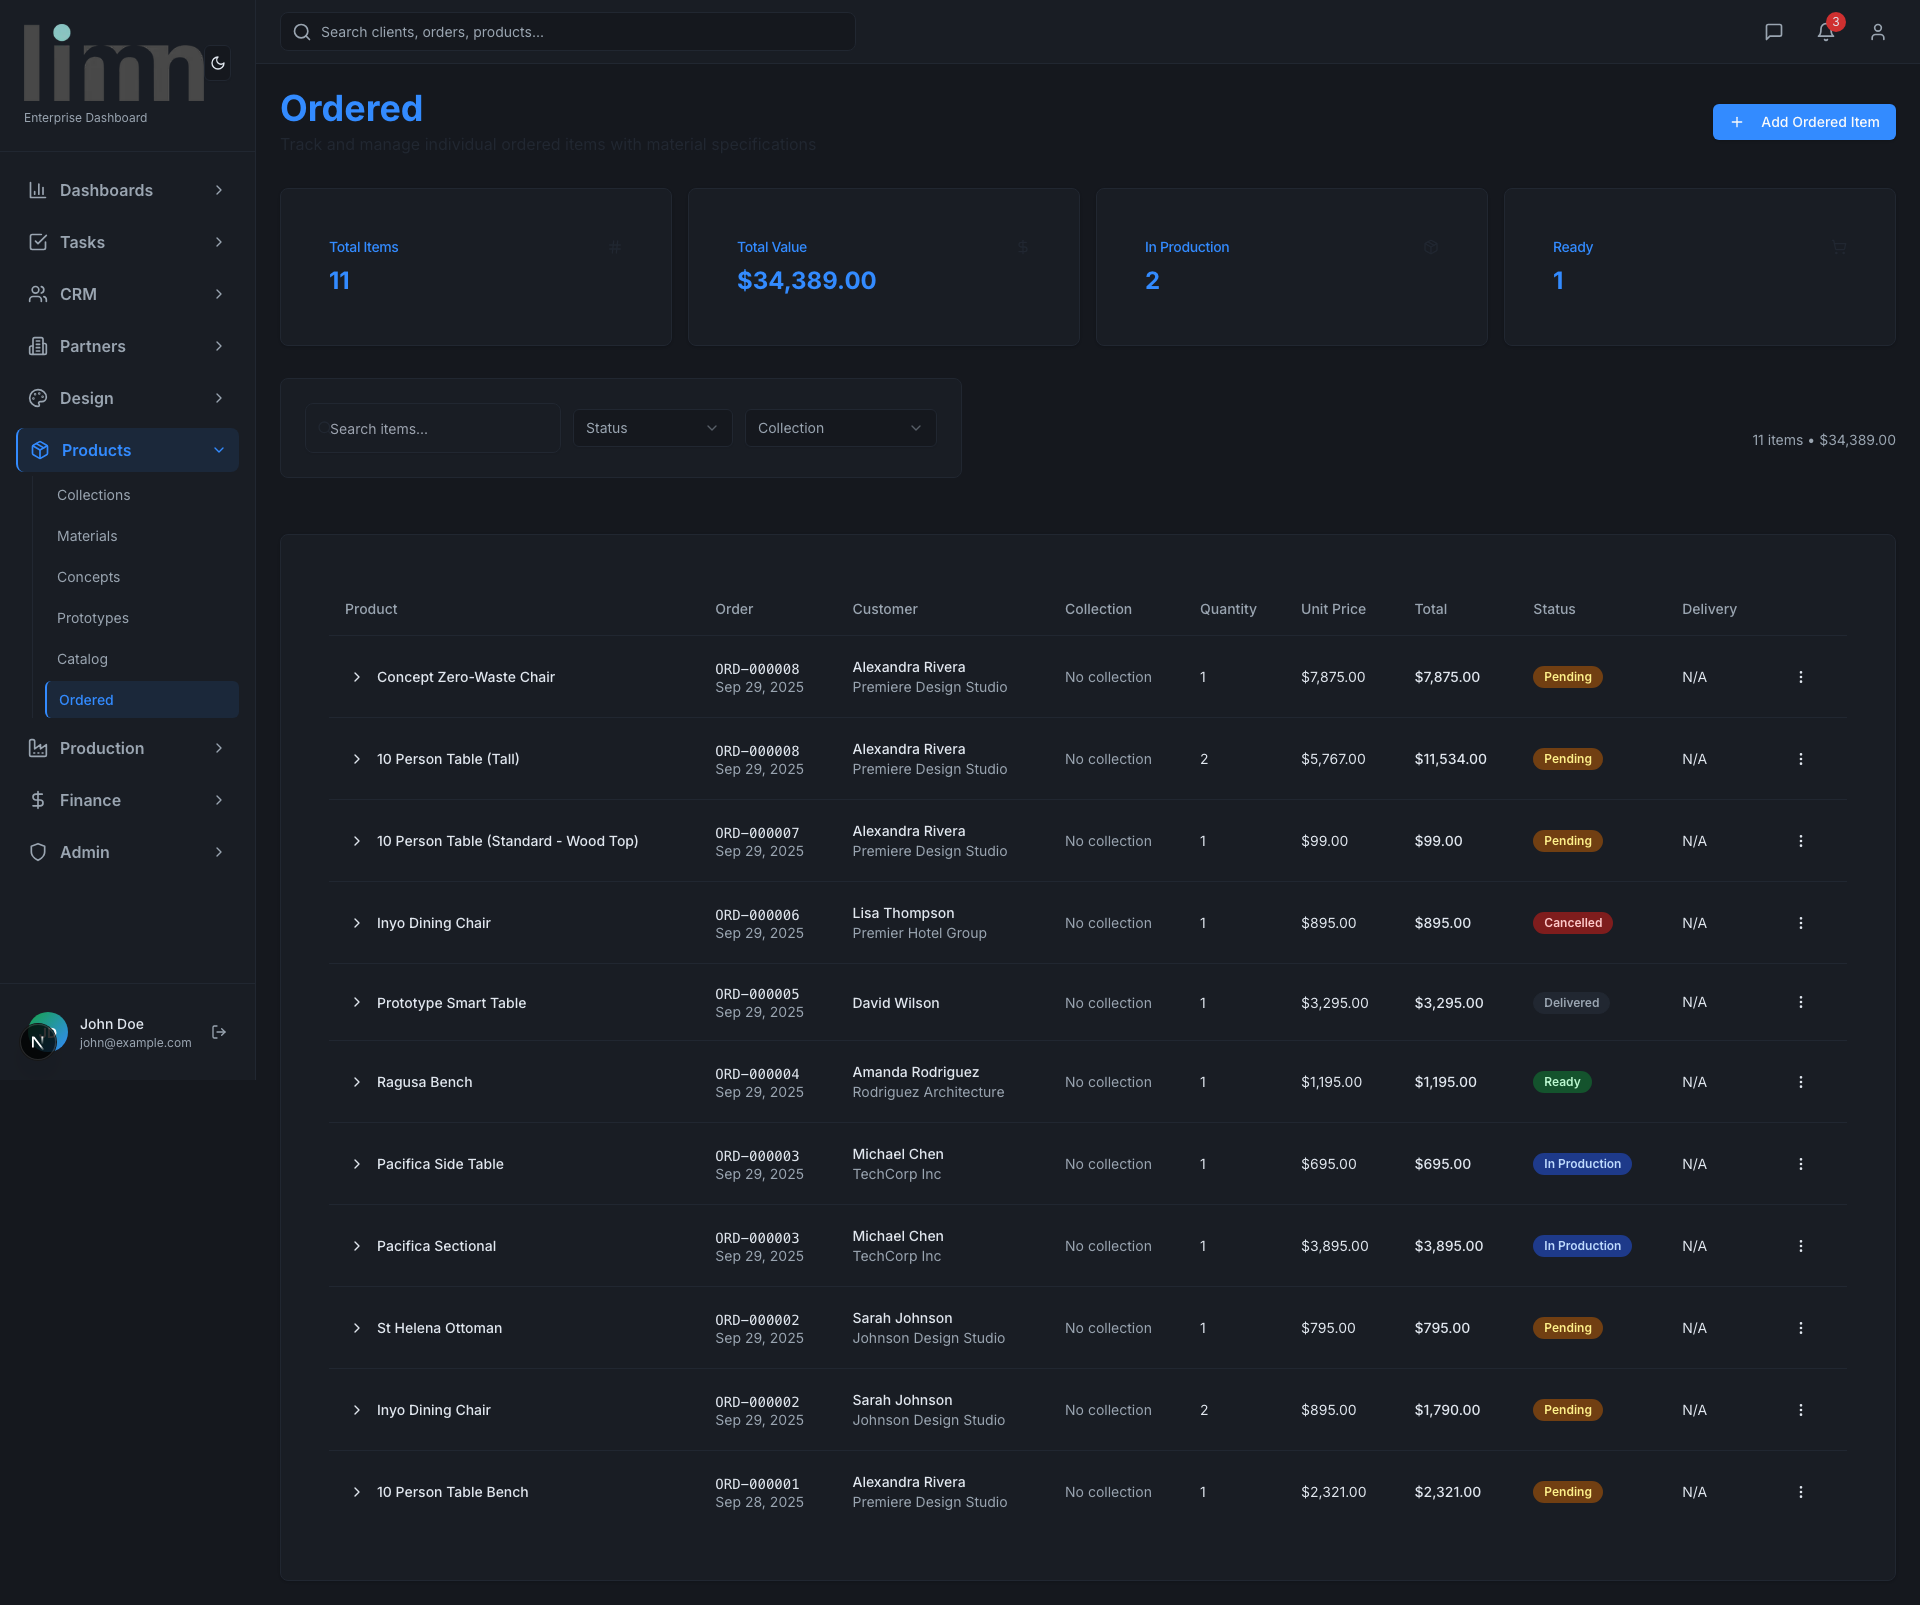 limn
Enterprise Dashboard
Search clients, orders, products...
3
Dashboards
Tasks
CRM
Partners
Design
Products
Collections
Materials
Concepts
Prototypes
Catalog
Ordered
Production
Finance
Admin
John Doe
john@example.com
N
Ordered
Track and manage individual ordered items with material specifications
Add Ordered Item
Total Items
11
Total Value
$34,389.00
In Production
2
Ready
1
Search items...
Status
Collection
11 items • $34,389.00
Product Order Customer Collection Quantity Unit Price Total Status Delivery
Concept Zero-Waste Chair ORD-000008 Alexandra Rivera No collection 1 $7,875.00 $7,875.00 Pending N/A
Sep 29, 2025 Premiere Design Studio
10 Person Table (Tall) ORD-000008 Alexandra Rivera No collection 2 $5,767.00 $11,534.00 Pending N/A
Sep 29, 2025 Premiere Design Studio
10 Person Table (Standard - Wood Top) ORD-000007 Alexandra Rivera No collection 1 $99.00 $99.00 Pending N/A
Sep 29, 2025 Premiere Design Studio
Inyo Dining Chair ORD-000006 Lisa Thompson No collection 1 $895.00 $895.00 Cancelled N/A
Sep 29, 2025 Premier Hotel Group
Prototype Smart Table ORD-000005 David Wilson No collection 1 $3,295.00 $3,295.00 Delivered N/A
Sep 29, 2025
Ragusa Bench ORD-000004 Amanda Rodriguez No collection 1 $1,195.00 $1,195.00 Ready N/A
Sep 29, 2025 Rodriguez Architecture
Pacifica Side Table ORD-000003 Michael Chen No collection 1 $695.00 $695.00 In Production N/A
Sep 29, 2025 TechCorp Inc
Pacifica Sectional ORD-000003 Michael Chen No collection 1 $3,895.00 $3,895.00 In Production N/A
Sep 29, 2025 TechCorp Inc
St Helena Ottoman ORD-000002 Sarah Johnson No collection 1 $795.00 $795.00 Pending N/A
Sep 29, 2025 Johnson Design Studio
Inyo Dining Chair ORD-000002 Sarah Johnson No collection 2 $895.00 $1,790.00 Pending N/A
Sep 29, 2025 Johnson Design Studio
10 Person Table Bench ORD-000001 Alexandra Rivera No collection 1 $2,321.00 $2,321.00 Pending N/A
Sep 28, 2025 Premiere Design Studio